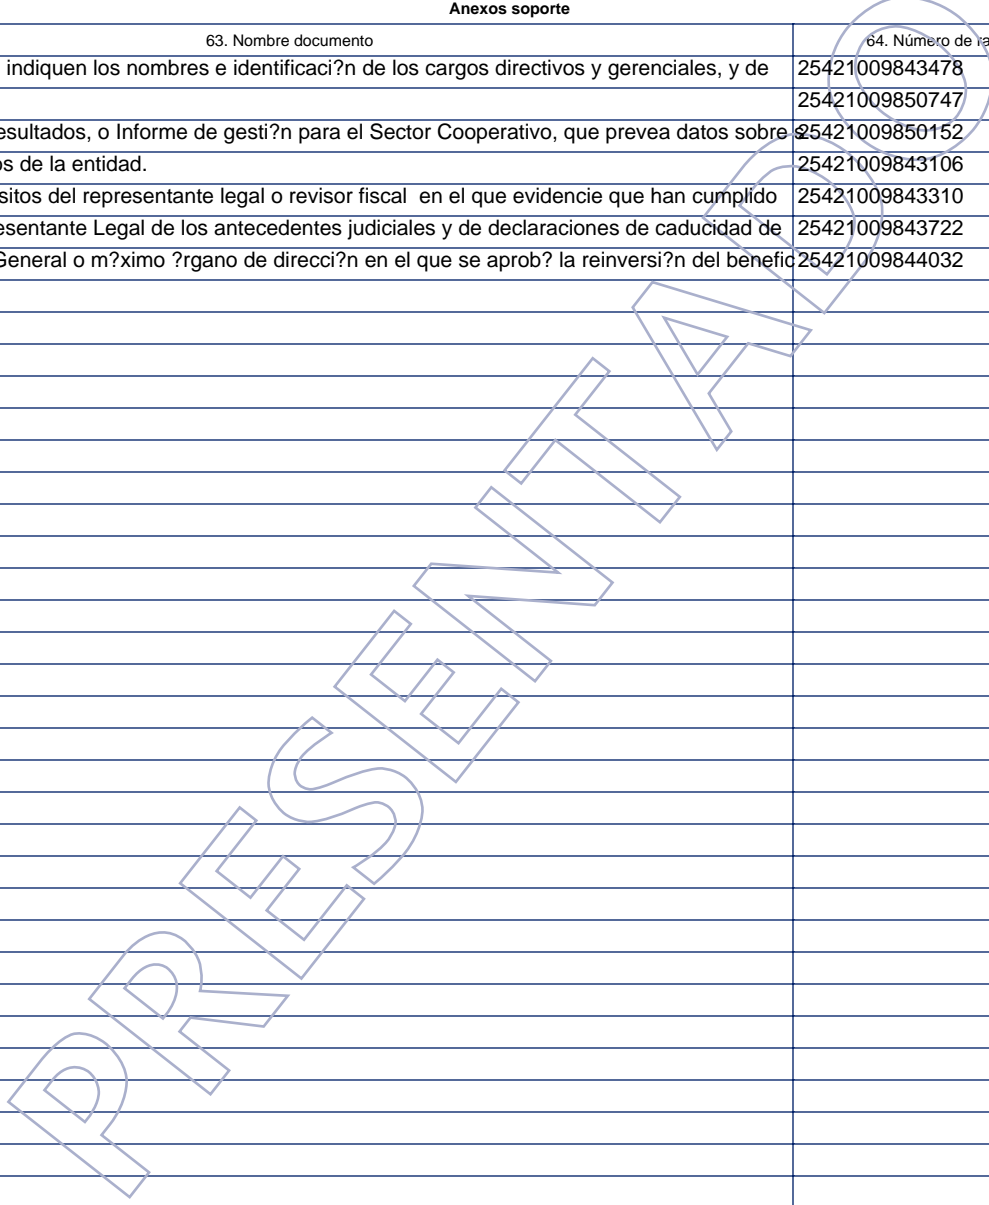 Anexos soporte
63. Nombre documento 64. Número de ra
indiquen los nombres e identificaci?n de los cargos directivos y gerenciales, y de 25421009843478
25421009850747
esultados, o Informe de gesti?n para el Sector Cooperativo, que prevea datos sobre s 25421009850152
os de la entidad. 25421009843106
sitos del representante legal o revisor fiscal en el que evidencie que han cumplido 25421009843310
esentante Legal de los antecedentes judiciales y de declaraciones de caducidad de 25421009843722
General o m?ximo ?rgano de direcci?n en el que se aprob? la reinversi?n del benefic 25421009844032
PRESENTADO